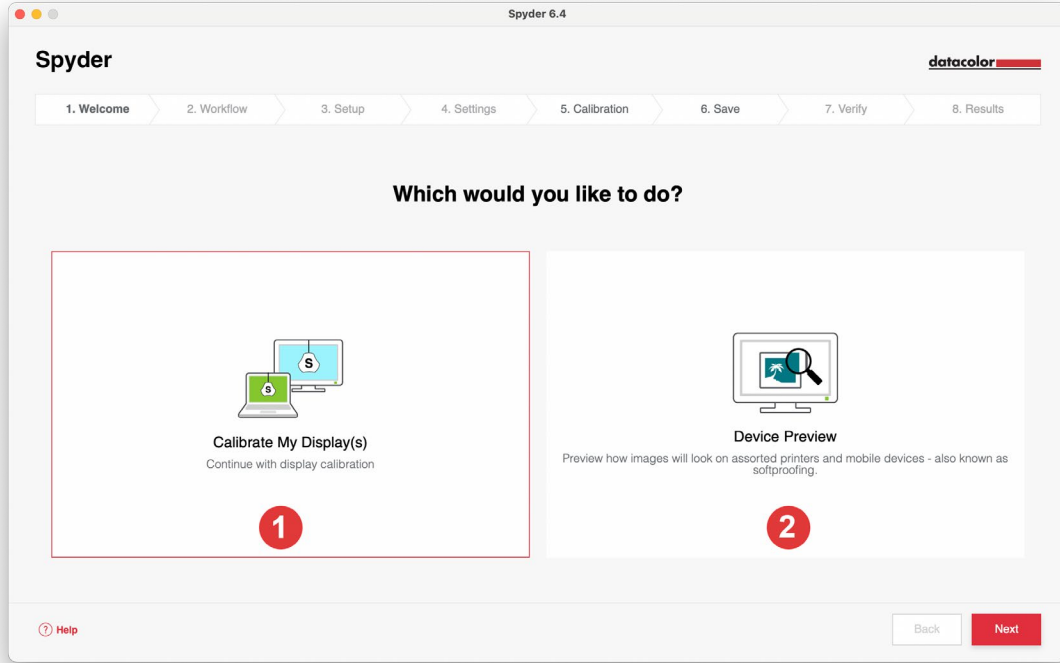 Spyder 6.4
Spyder
datacolor
1. Welcome
2. Workflow
3. Setup
4. Settings
5. Calibration
6. Save
7. Verify
8. Results
Which would you like to do?
S
S
Calibrate My Display(s)
Continue with display calibration
1
Device Preview
Preview how images will look on assorted printers and mobile devices - also known as
softproofing.
2
? Help
Back
Next